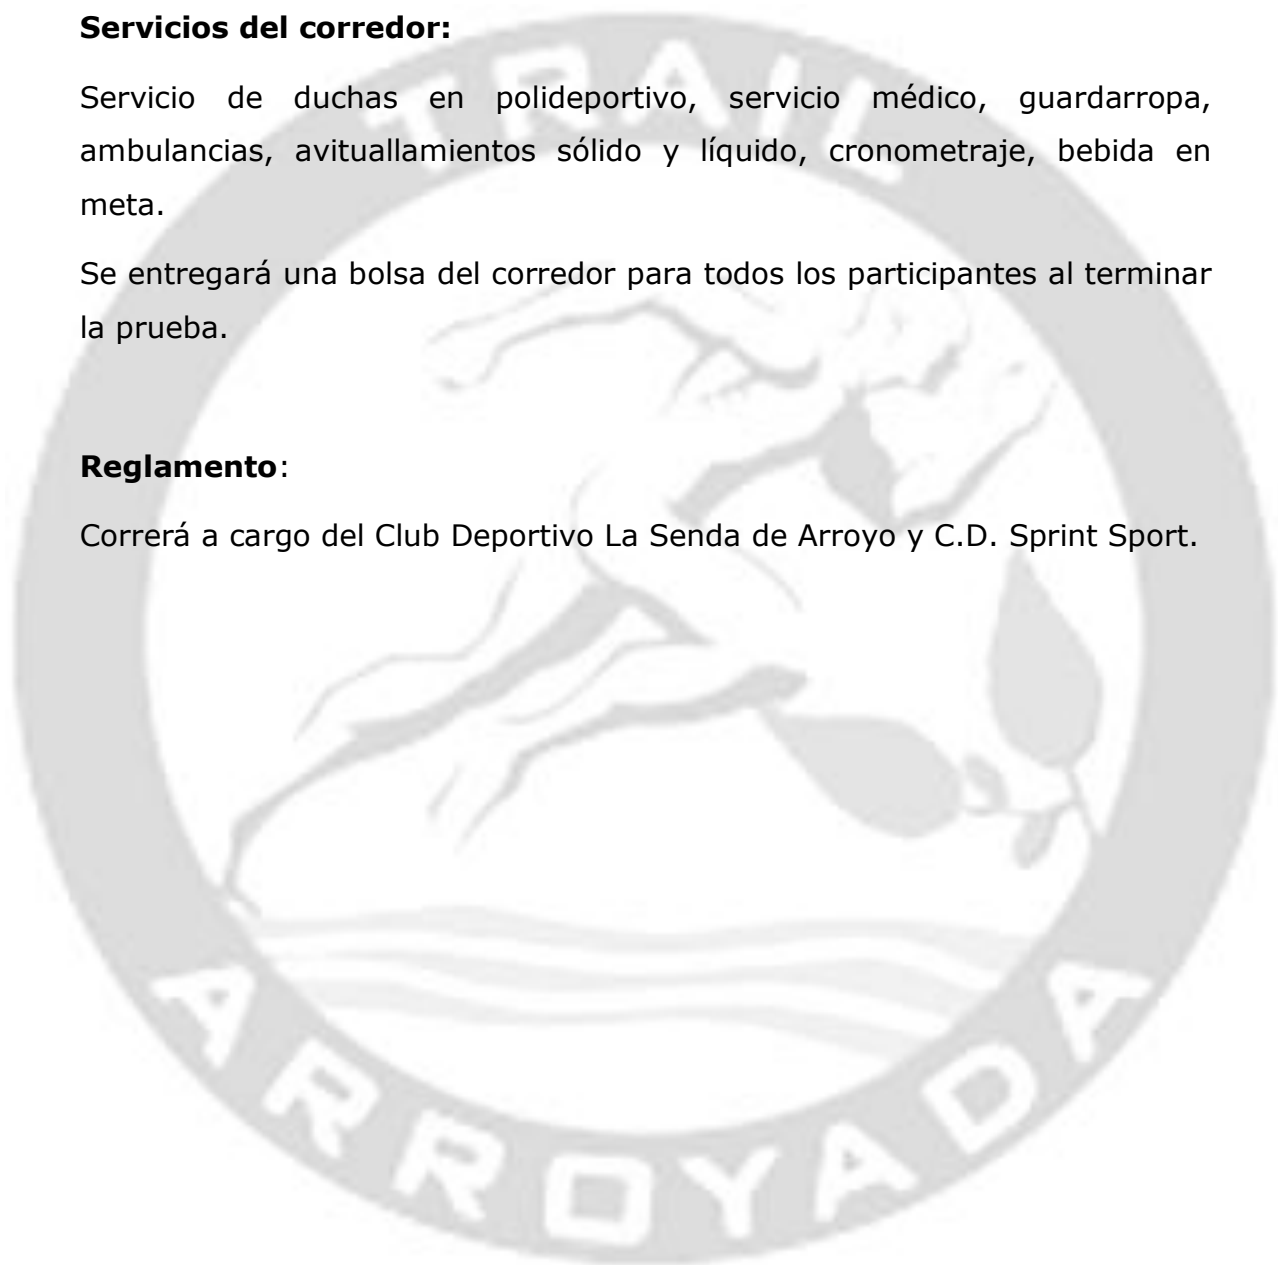 Servicios del corredor:
Servicio de duchas en polideportivo, servicio médico, guardarropa,
ambulancias, avituallamientos sólido y líquido, cronometraje, bebida en
meta.
Se entregará una bolsa del corredor para todos los participantes al terminar
la prueba.
Reglamento:
Correrá a cargo del Club Deportivo La Senda de Arroyo y C.D. Sprint Sport.
TRAIL
ARROYADA